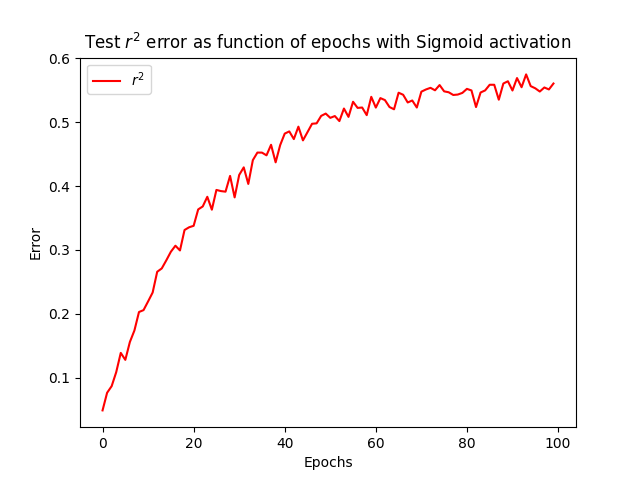 Test r² error as function of epochs with Sigmoid activation
r²
0.6
0.5
0.4
0.3
0.2
0.1
Error
0 20 40 60 80 100
Epochs